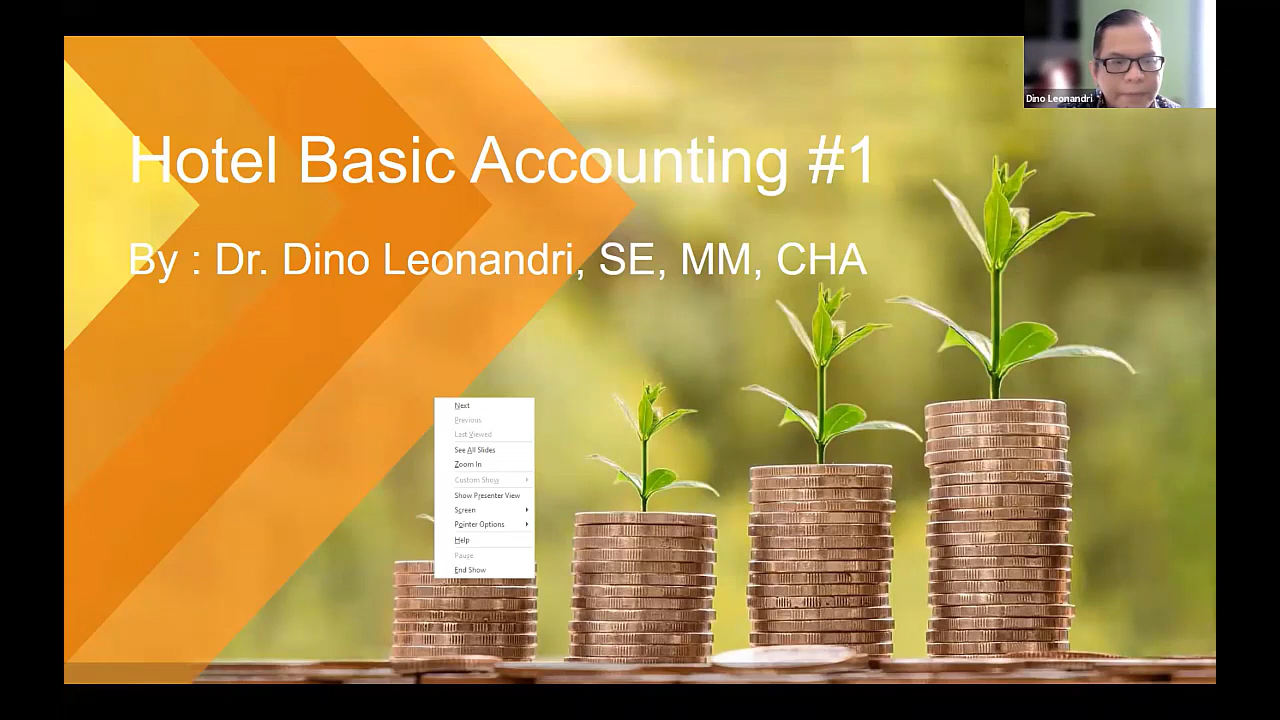 Dino Leonandri
Hotel Basic Accounting #1
By : Dr. Dino Leonandri, SE, MM, CHA
Next
Previous
Last Viewed
See All Slides
Zoom In
Custom Show
Show Presenter View
Screen
Pointer Options
Help
Pause
End Show